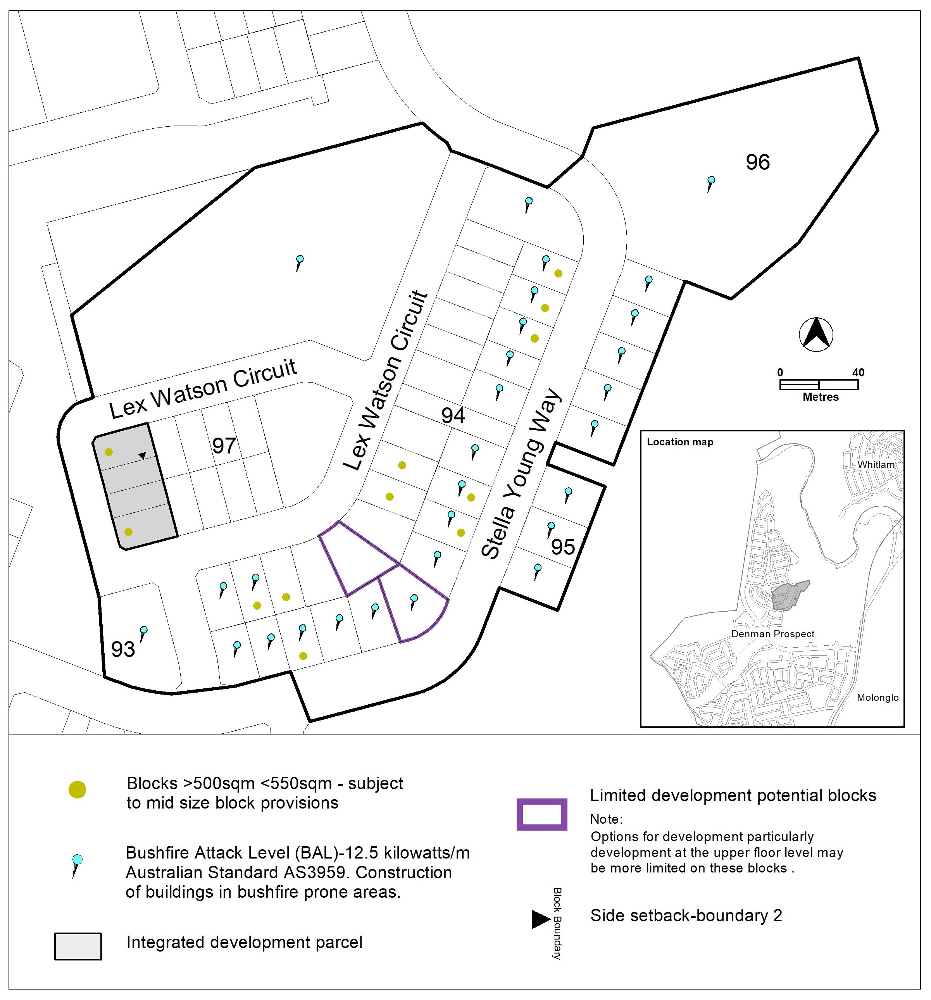 96
Lex Watson Circuit
Lex Watson Circuit
0 40
Metres
94
97
Stella Young Way
95
93
Location map
Whitlam
Denman Prospect
Molonglo
Blocks >500sqm <550sqm - subject
to mid size block provisions
Bushfire Attack Level (BAL)-12.5 kilowatts/m
Australian Standard AS3959. Construction
of buildings in bushfire prone areas.
Integrated development parcel
Limited development potential blocks
Note:
Options for development particularly
development at the upper floor level may
be more limited on these blocks .
Block Boundary
Side setback-boundary 2